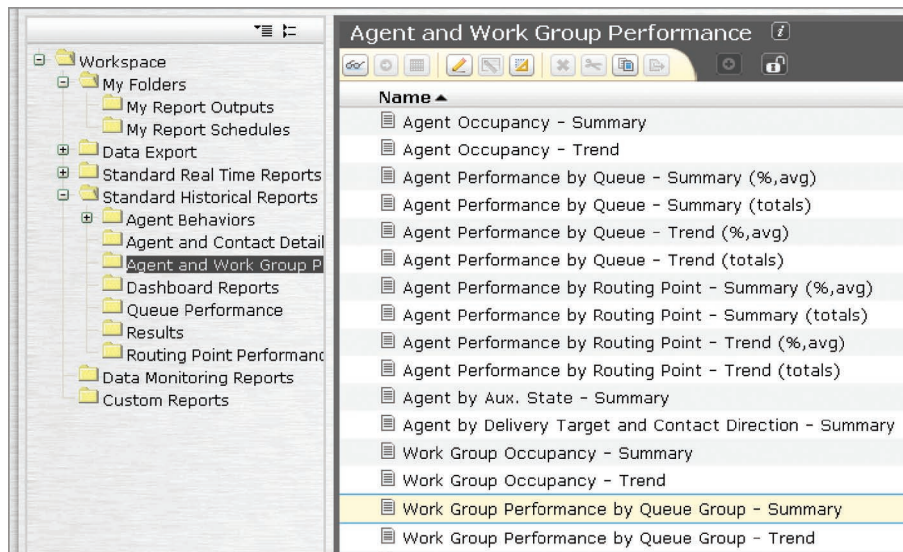 Workspace
My Folders
My Report Outputs
My Report Schedules
Data Export
Standard Real Time Reports
Standard Historical Reports
Agent Behaviors
Agent and Contact Detail
Agent and Work Group P
Dashboard Reports
Queue Performance
Results
Routing Point Performanc
Data Monitoring Reports
Custom Reports
Agent and Work Group Performance i
Name
Agent Occupancy - Summary
Agent Occupancy - Trend
Agent Performance by Queue - Summary (%,avg)
Agent Performance by Queue - Summary (totals)
Agent Performance by Queue - Trend (%,avg)
Agent Performance by Queue - Trend (totals)
Agent Performance by Routing Point - Summary (%,avg)
Agent Performance by Routing Point - Summary (totals)
Agent Performance by Routing Point - Trend (%,avg)
Agent Performance by Routing Point - Trend (totals)
Agent by Aux. State - Summary
Agent by Delivery Target and Contact Direction - Summary
Work Group Occupancy - Summary
Work Group Occupancy - Trend
Work Group Performance by Queue Group - Summary
Work Group Performance by Queue Group - Trend